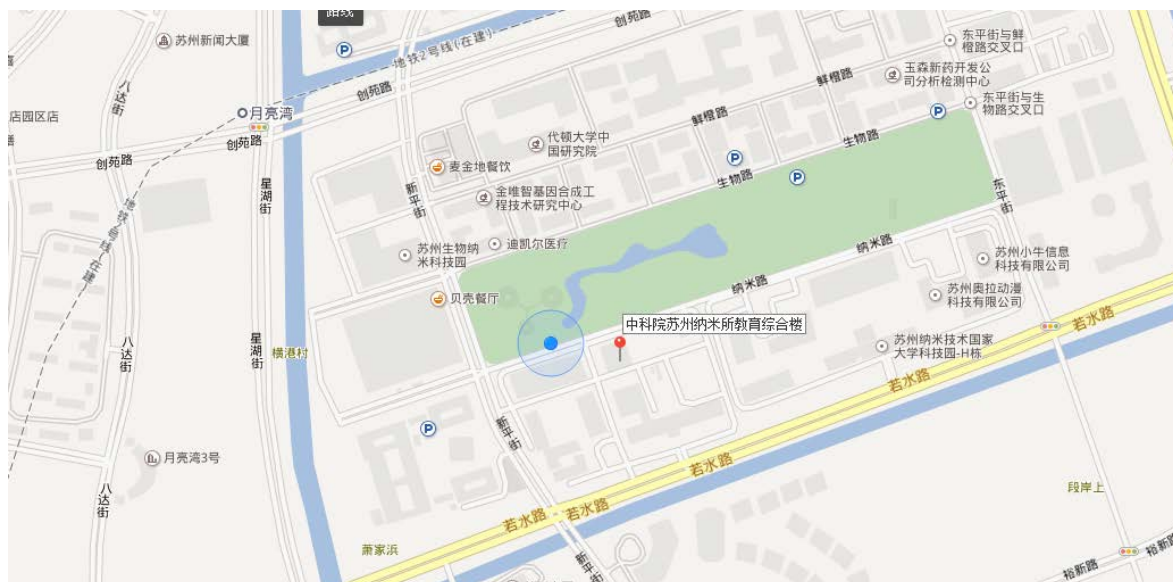 路线
苏州新闻大厦
地铁2号线(在建)
创苑路
创苑路
创苑路
创苑路
八达街
店园区店
月亮湾
星湖街
地铁
在建
东平街与鲜
橙路交叉口
鲜橙路
鲜橙路
玉森新药开发公
司分析检测中心
东平街与生
物路交叉口
代顿大学中
国研究院
生物路
生物路
麦金地餐饮
新平街
金唯智基因合成工
程技术研究中心
东平街
苏州生物纳
米科技园
迪凯尔医疗
纳米路
纳米路
苏州小牛信息
科技有限公司
苏州奥拉动漫
科技有限公司
贝壳餐厅
中科院苏州纳米所教育综合楼
苏州纳米技术国家
大学科技园-H栋
若水路
若水路
若水路
若水路
若水路
八达街
星湖街
横港村
新平街
月亮湾3号
八达街
段岸上
萧家浜
新平街
裕新路
裕新路
P
P
P
P
P